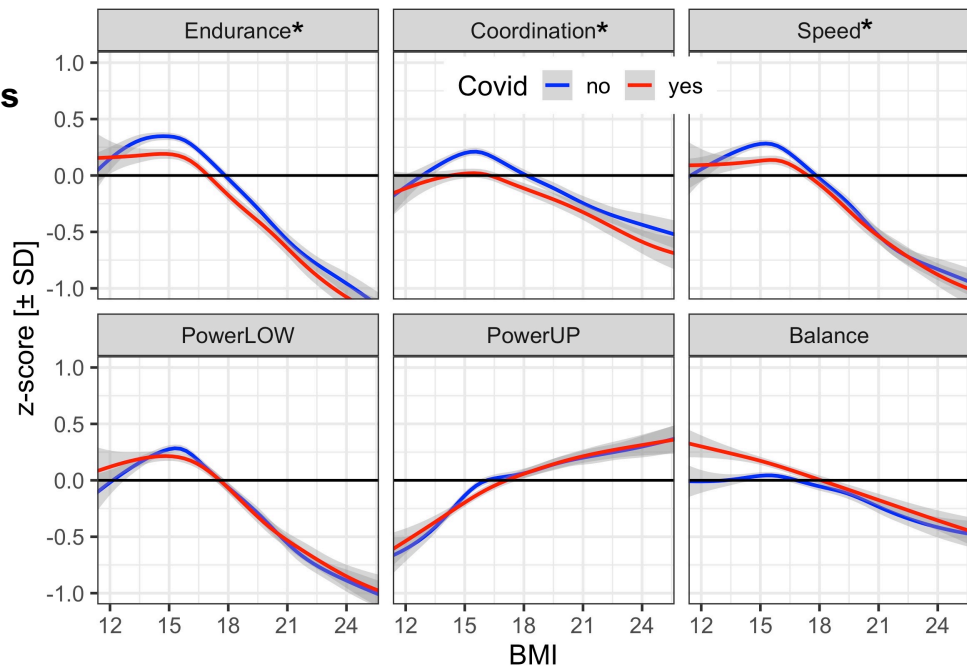 Endurance* Coordination* Speed*
Covid no yes
s
1.0
0.5
0.0
-0.5
-1.0
z-score [± SD]
PowerLOW PowerUP Balance
1.0
0.5
0.0
-0.5
-1.0
12 15 18 21 24 12 15 18 21 24 12 15 18 21 24
BMI